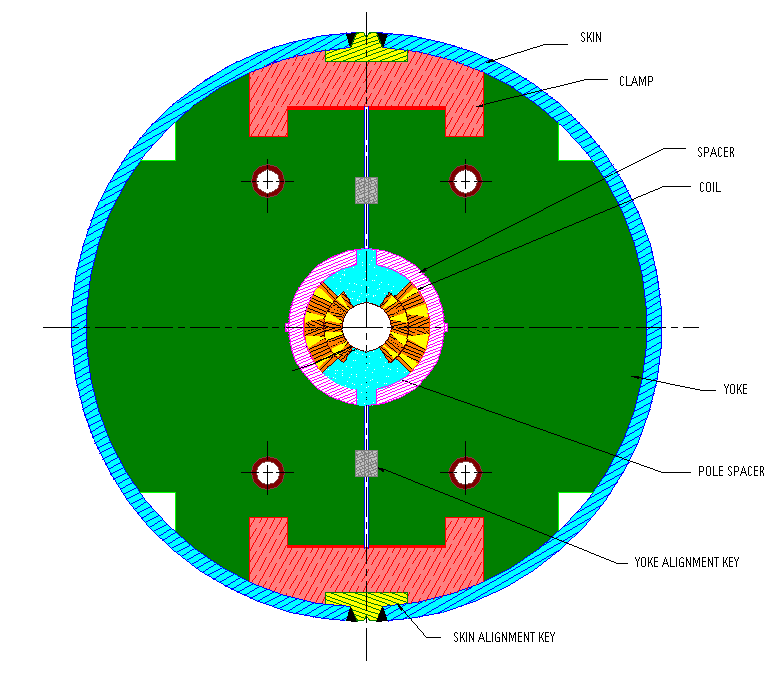 SKIN
CLAMP
SPACER
COIL
YOKE
POLE SPACER
YOKE ALIGNMENT KEY
SKIN ALIGNMENT KEY